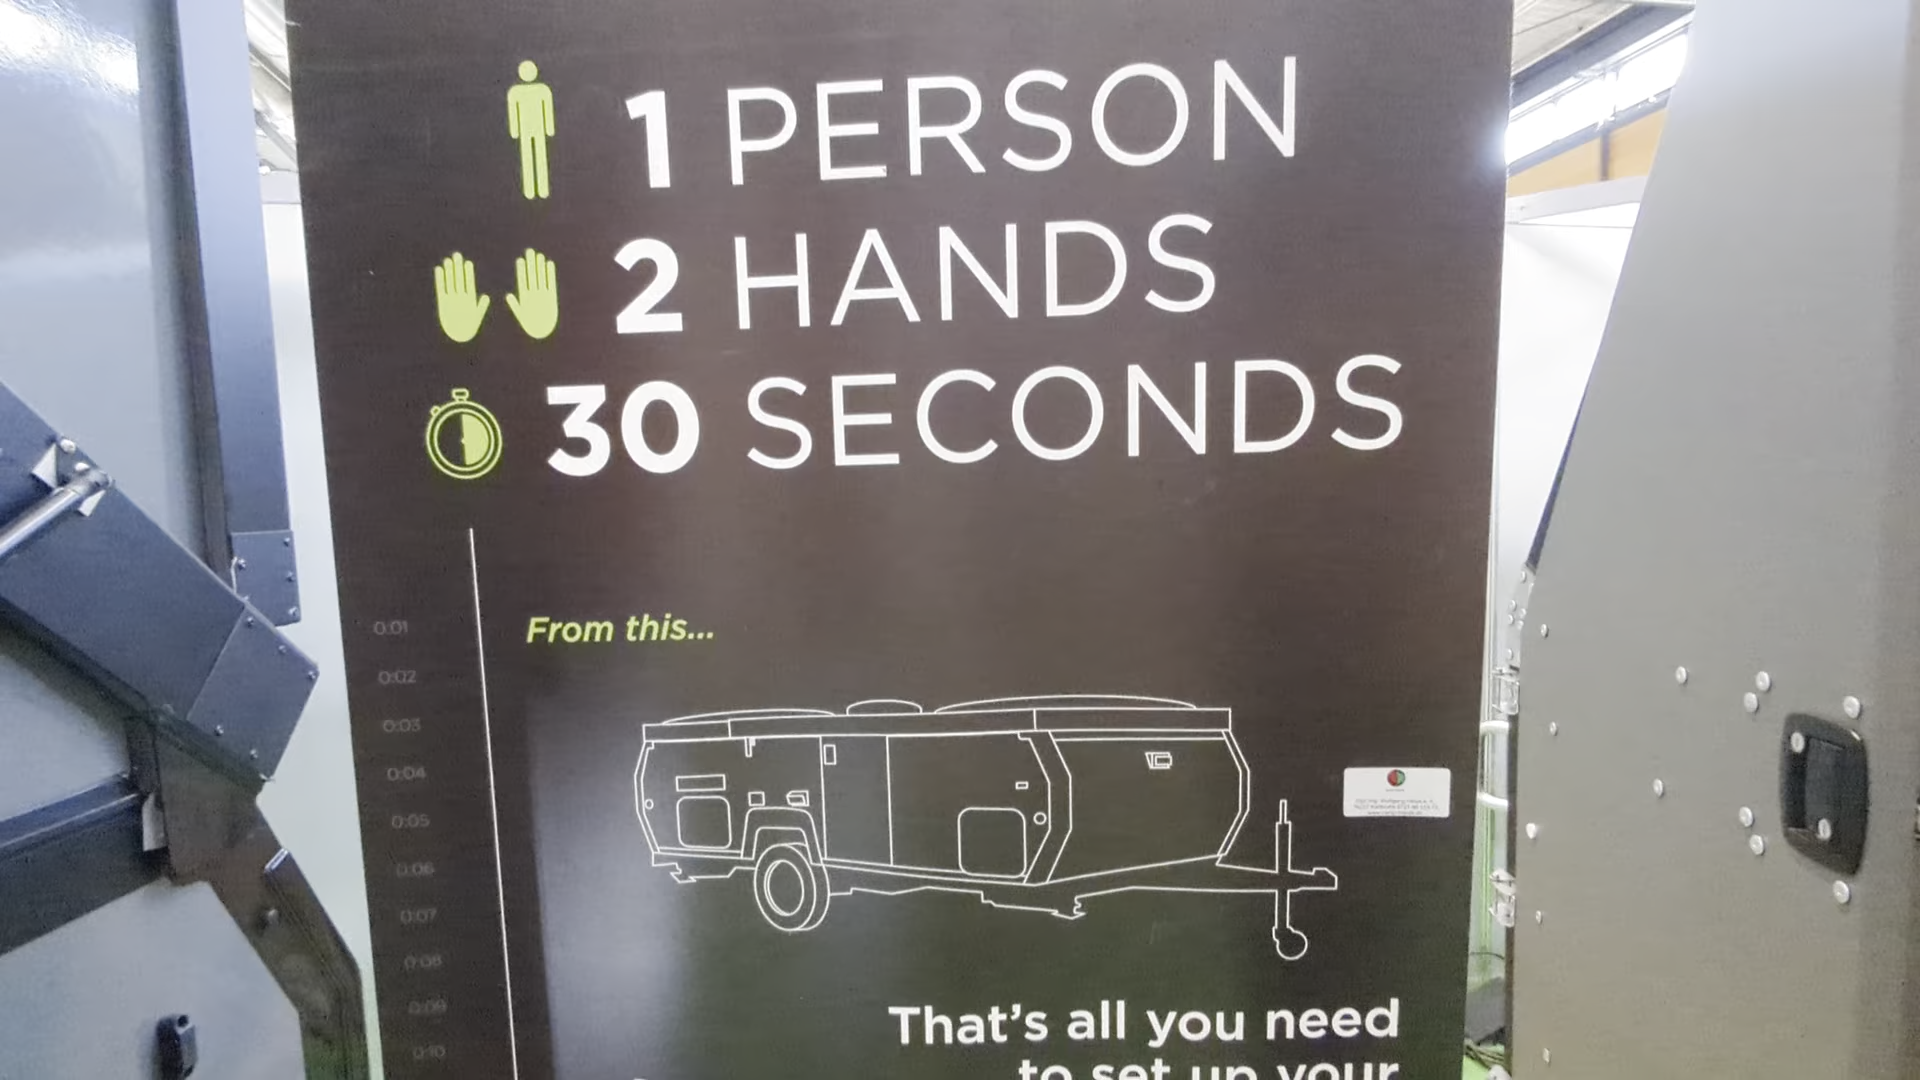 1 PERSON
2 HANDS
30 SECONDS
From this...
0:01
0:02
0:03
0:04
0:05
0:06
0:07
0:08
0:09
0:10
That's all you need
to set up your